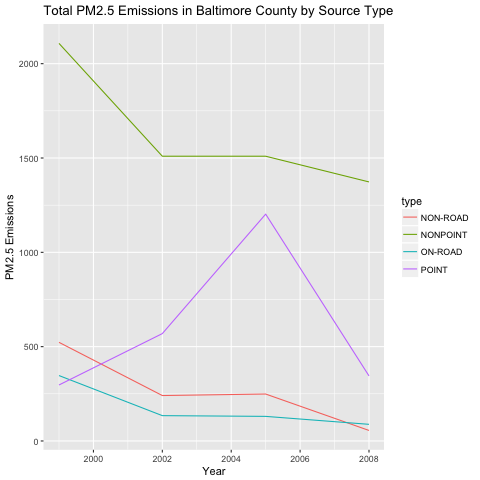 Total PM2.5 Emissions in Baltimore County by Source Type
PM2.5 Emissions
2000
1500
1000
500
0
2000 2002 2004 2006 2008
Year
type
NON-ROAD
NONPOINT
ON-ROAD
POINT